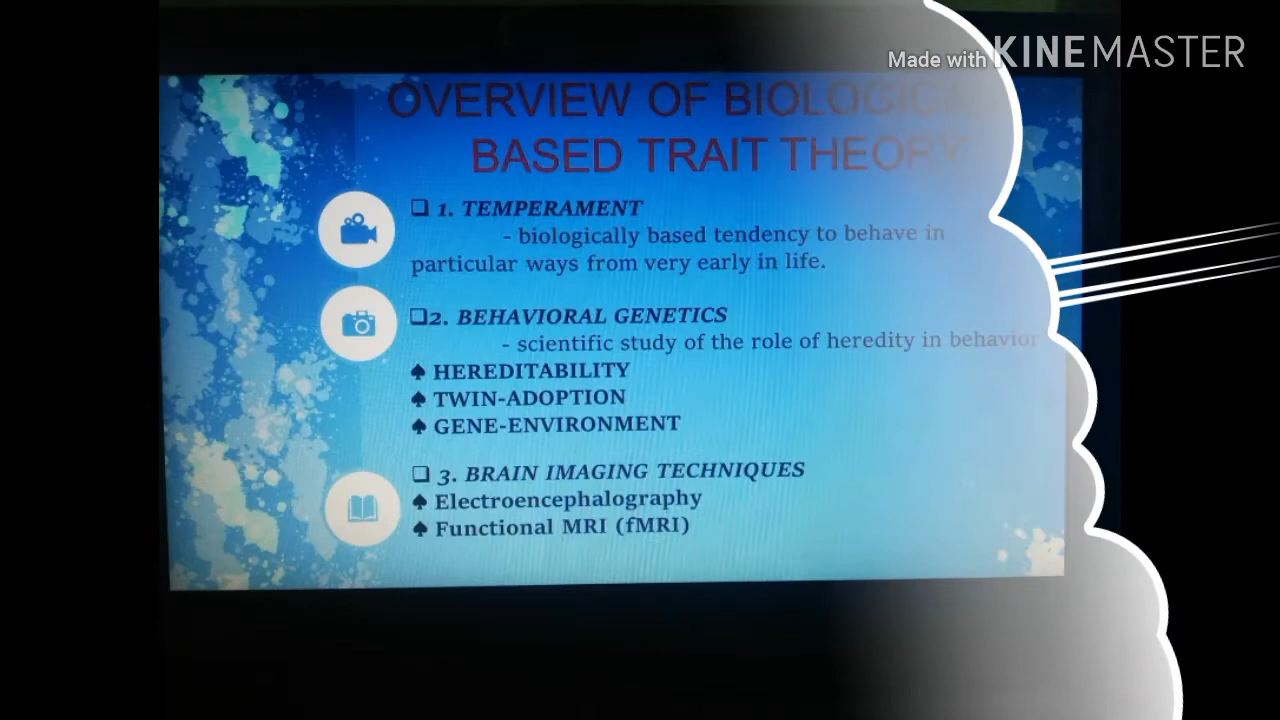 Made with KINEMASTER
OVERVIEW OF BIOLOGIC
BASED TRAIT THEORY
❑ 1. TEMPERAMENT
- biologically based tendency to behave in
particular ways from very early in life.
❑2. BEHAVIORAL GENETICS
- scientific study of the role of heredity in behavior
♠ HEREDITABILITY
♠ TWIN-ADOPTION
♠ GENE-ENVIRONMENT
❑ 3. BRAIN IMAGING TECHNIQUES
♠ Electroencephalography
♠ Functional MRI (fMRI)